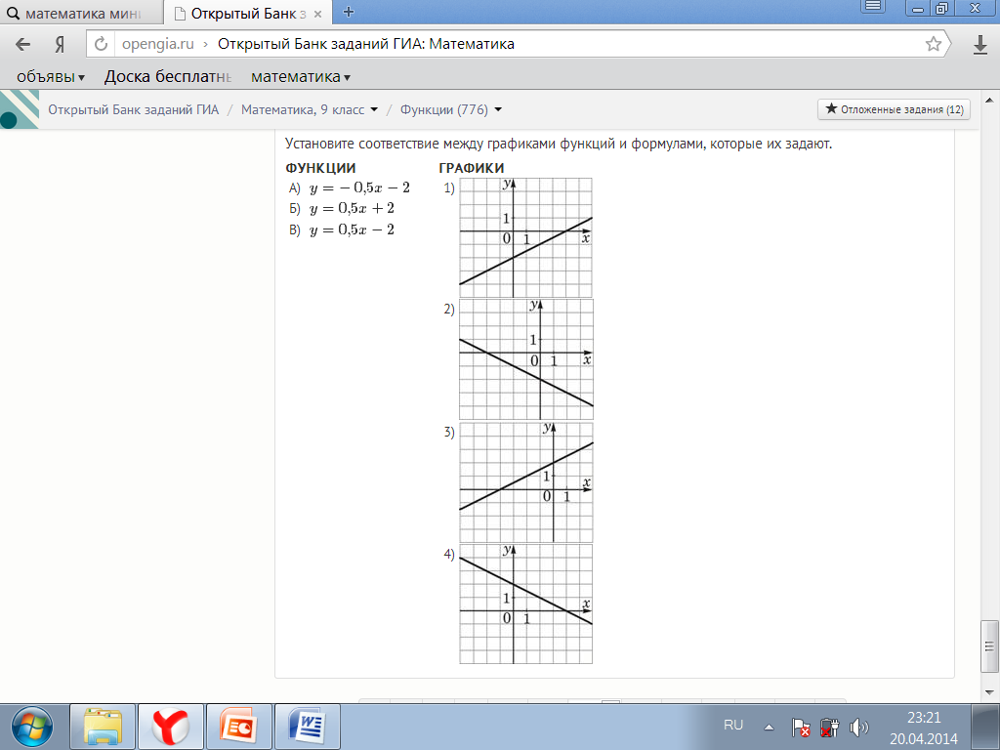 математика мини
Открытый Банк з
opengia.ru › Открытый Банк заданий ГИА: Математика
объявы Доска бесплатн математика
Открытый Банк заданий ГИА / Математика, 9 класс / Функции (776)
★ Отложенные задания (12)
Установите соответствие между графиками функций и формулами, которые их задают.
ФУНКЦИИ
А) y = − 0,5x − 2
Б) y = 0,5x + 2
В) y = 0,5x − 2
ГРАФИКИ
1)
y
1
0 1 x
2)
y
1
0 1 x
3)
y
1
x
0 1
4)
y
1
x
0 1
RU
23:21
20.04.2014